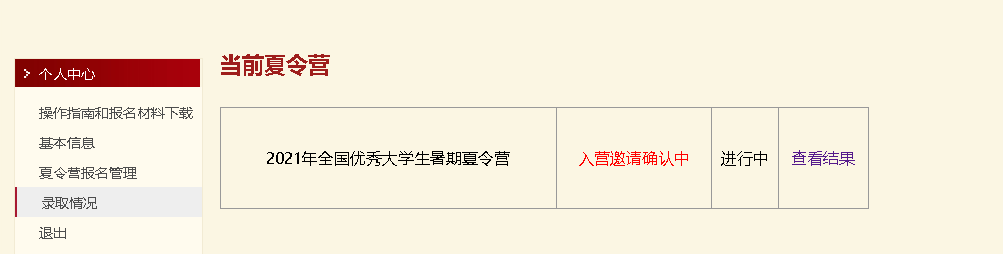 当前夏令营
个人中心
操作指南和报名材料下载
基本信息
夏令营报名管理
录取情况
退出
2021年全国优秀大学生暑期夏令营 入营邀请确认中 进行中 查看结果